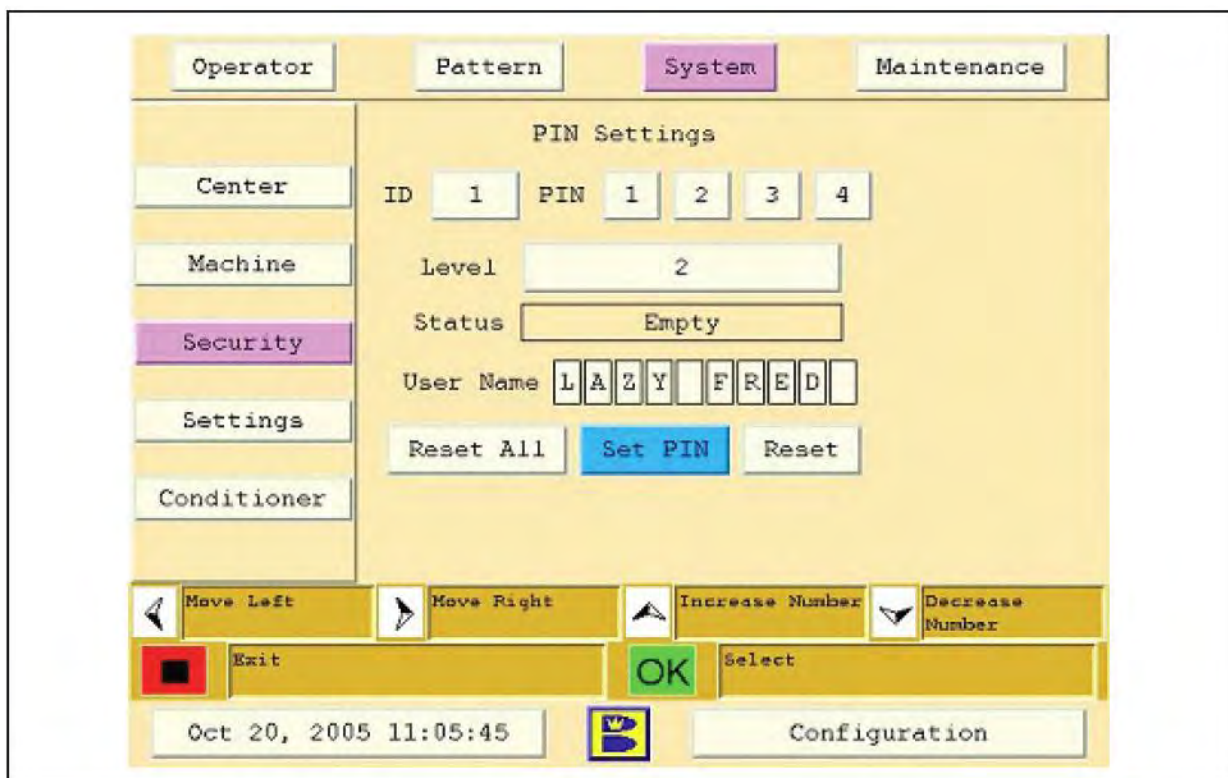 Operator Pattern System Maintenance
PIN Settings
Center
ID 1 PIN 1 2 3 4
Machine
Level 2
Status Empty
Security
User Name LAZY FRED
Settings
Reset All Set PIN Reset
Conditioner
Move Left Move Right Increase Number Decrease
Number
Exit OK Select
Oct 20, 2005 11:05:45 Configuration